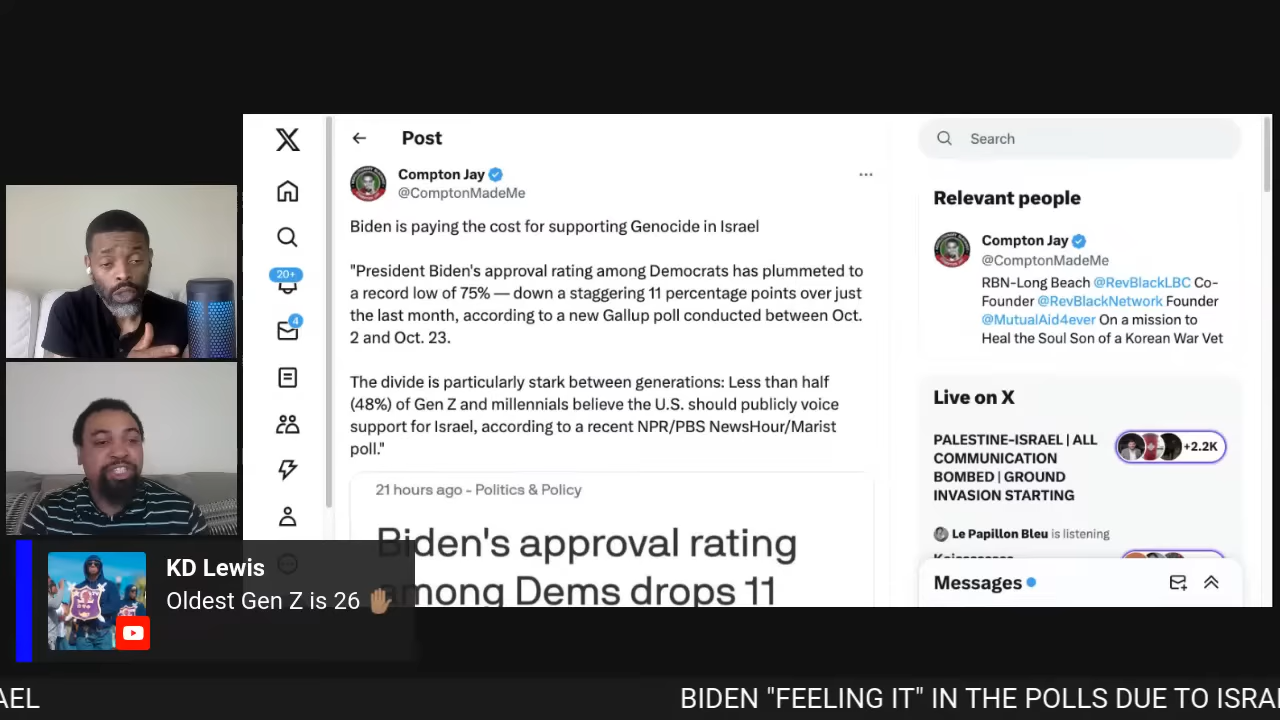 Post
Compton Jay
@ComptonMadeMe
Biden is paying the cost for supporting Genocide in Israel
"President Biden's approval rating among Democrats has plummeted to
a record low of 75% — down a staggering 11 percentage points over just
the last month, according to a new Gallup poll conducted between Oct.
2 and Oct. 23.
The divide is particularly stark between generations: Less than half
(48%) of Gen Z and millennials believe the U.S. should publicly voice
support for Israel, according to a recent NPR/PBS NewsHour/Marist
poll."
21 hours ago - Politics & Policy
Biden's approval rating
among Dems drops 11
20+
4
Search
Relevant people
Compton Jay
@ComptonMadeMe
RBN-Long Beach @RevBlackLBC Co-
Founder @RevBlackNetwork Founder
@MutualAid4ever On a mission to
Heal the Soul Son of a Korean War Vet
Live on X
PALESTINE-ISRAEL | ALL
COMMUNICATION
BOMBED | GROUND
INVASION STARTING
+2.2K
Le Papillon Bleu is listening
Messages
KD Lewis
Oldest Gen Z is 26 🤚🏽
AEL
BIDEN "FEELING IT" IN THE POLLS DUE TO ISRA